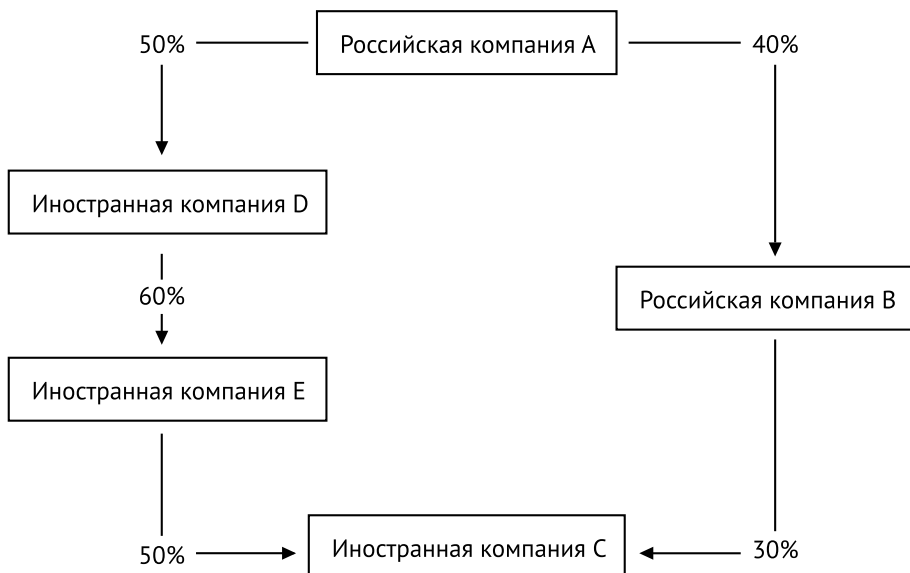 50%
Российская компания A
40%
Иностранная компания D
60%
Российская компания B
Иностранная компания E
50%
Иностранная компания C
30%